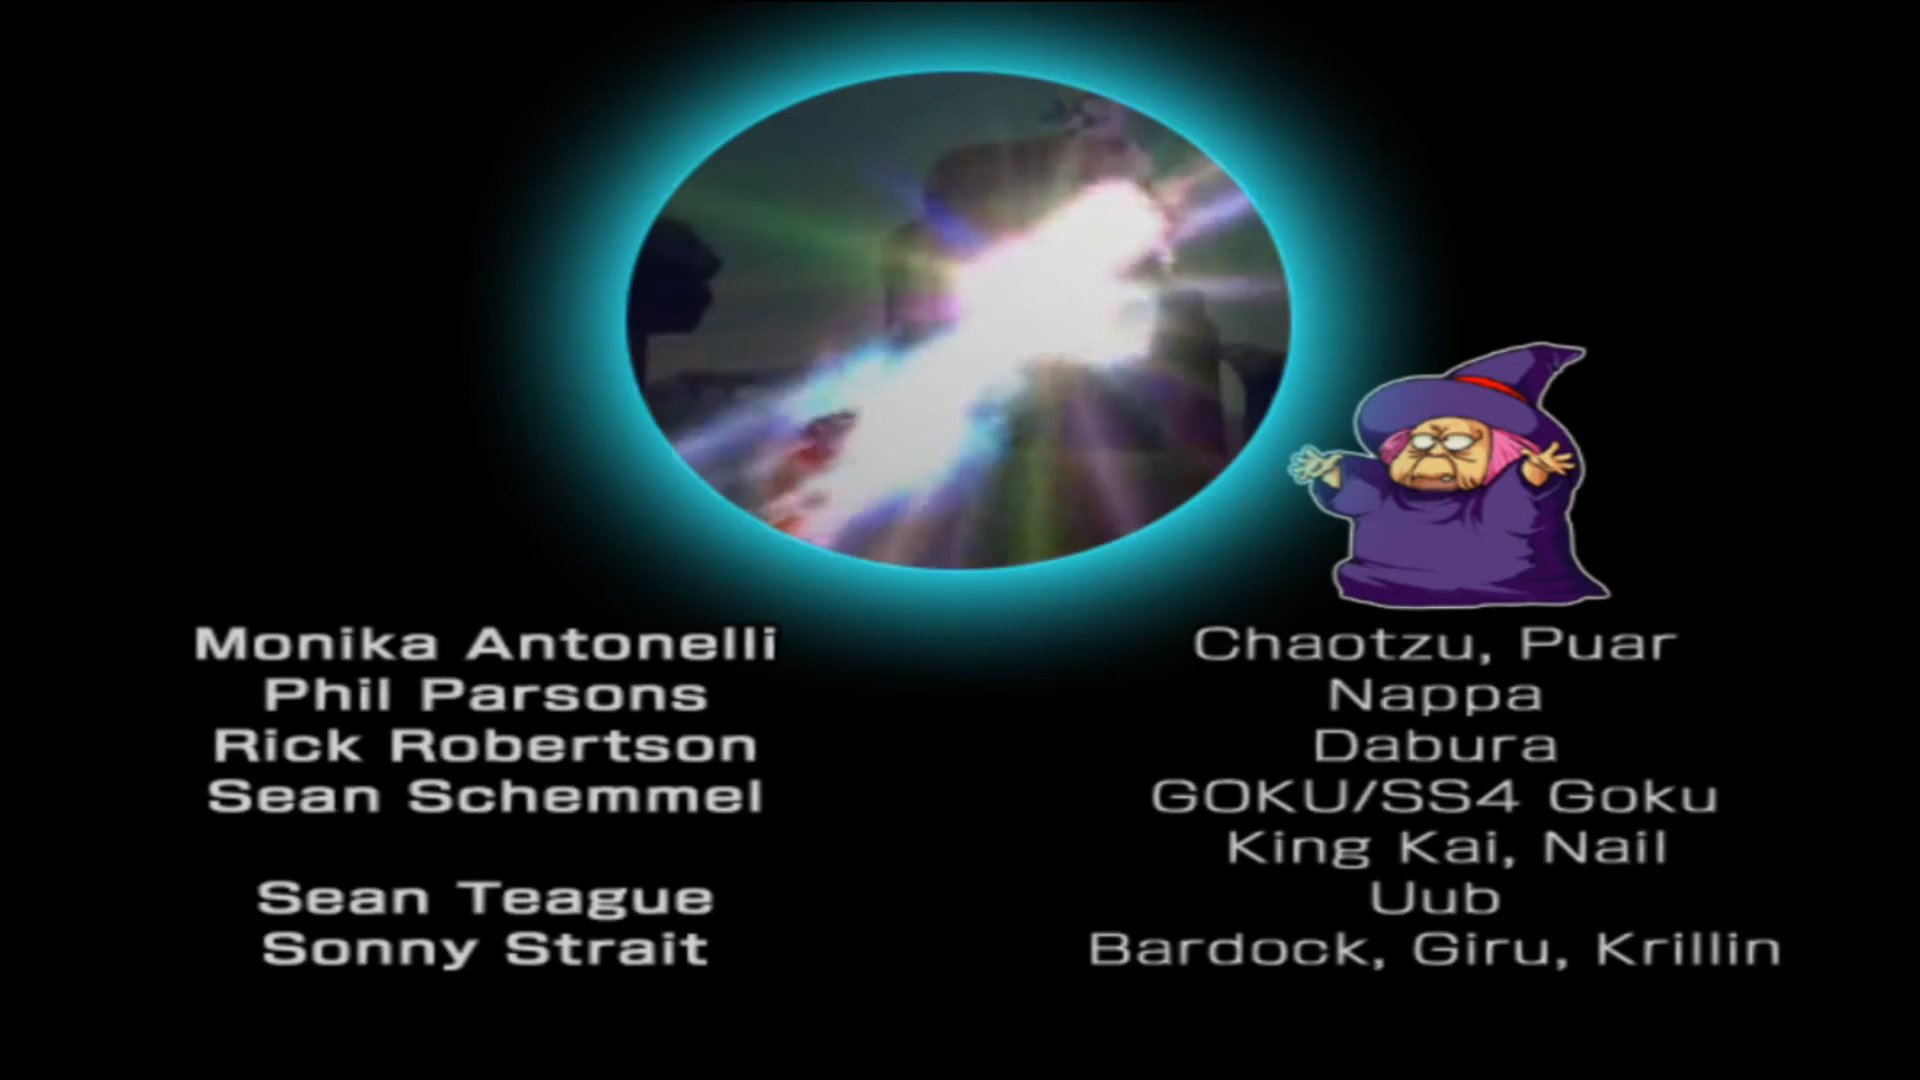 Monika Antonelli Chaotzu, Puar
Phil Parsons Nappa
Rick Robertson Dabura
Sean Schemmel GOKU/SS4 Goku
King Kai, Nail
Sean Teague Uub
Sonny Strait Bardock, Giru, Krillin